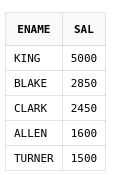 ENAME SAL
KING 5000
BLAKE 2850
CLARK 2450
ALLEN 1600
TURNER 1500